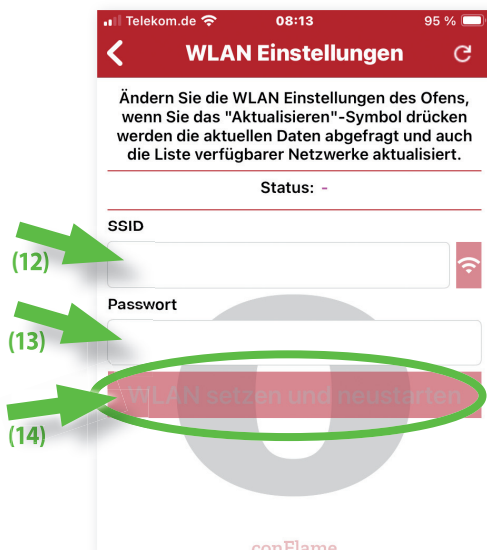 Telekom.de 08:13 95 %
WLAN Einstellungen
Ändern Sie die WLAN Einstellungen des Ofens,
wenn Sie das "Aktualisieren"-Symbol drücken
werden die aktuellen Daten abgefragt und auch
die Liste verfügbarer Netzwerke aktualisiert.
Status: -
SSID
(12)
Passwort
(13)
WLAN setzen und neustarten
(14)
conFlame